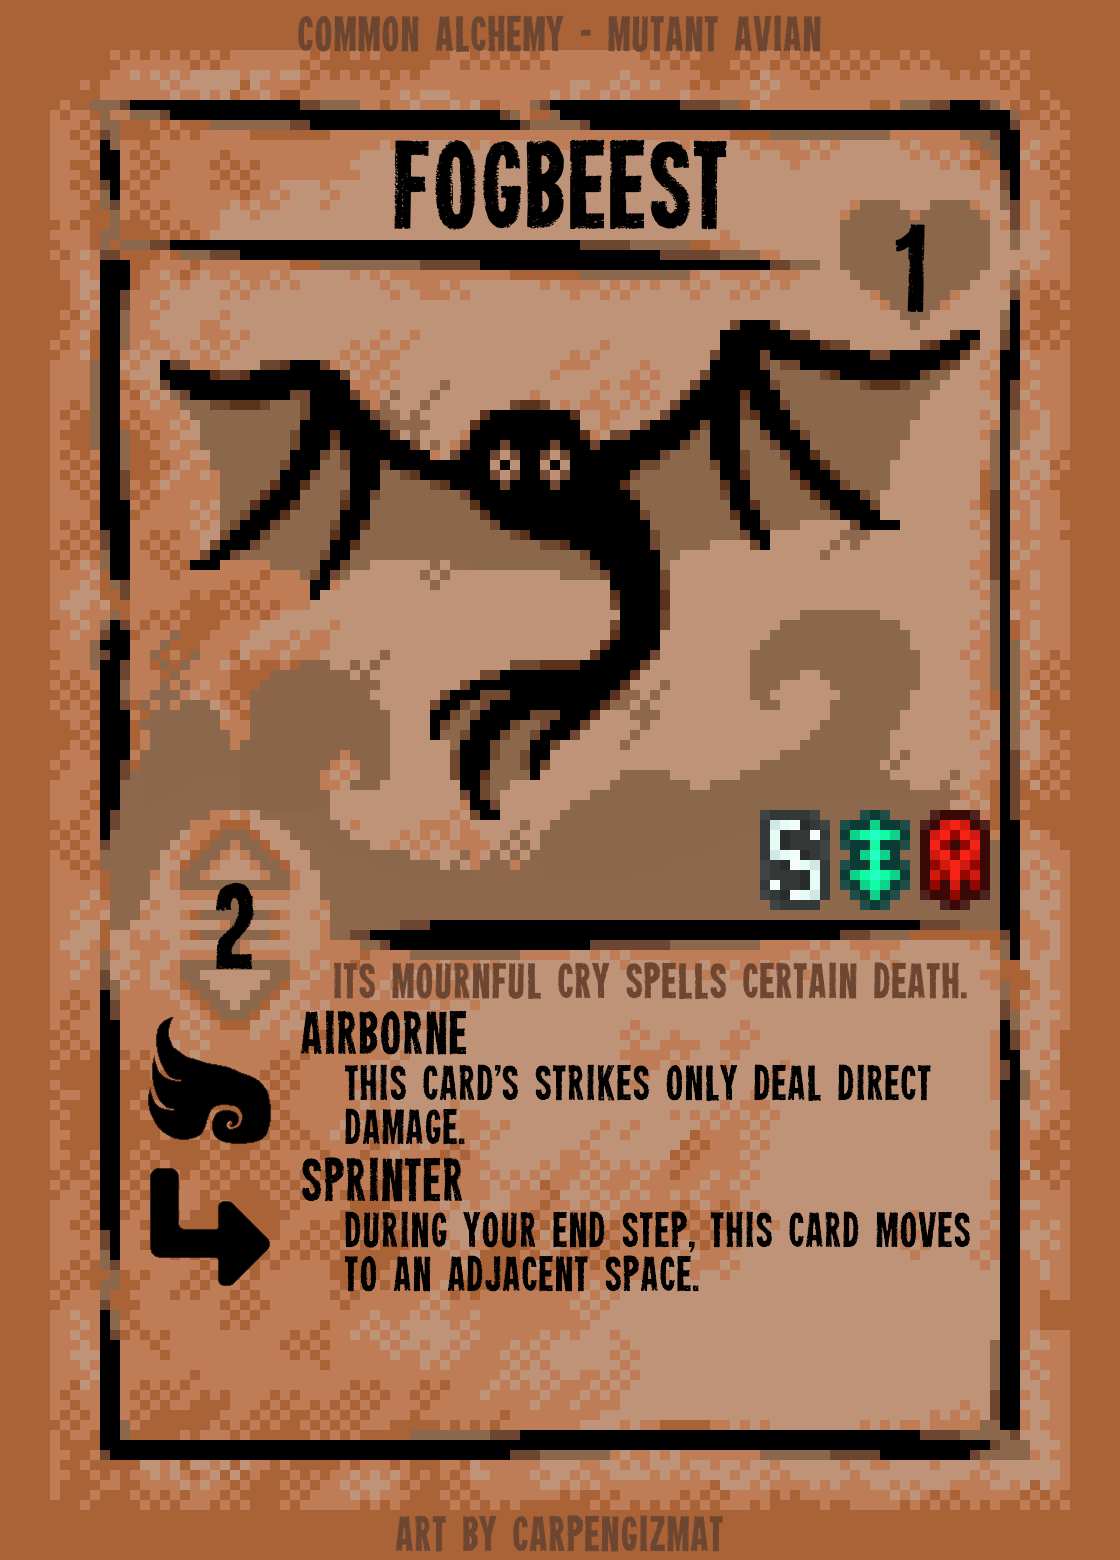 COMMON ALCHEMY - MUTANT AVIAN
FOGBEEST
1
S
2
ITS MOURNFUL CRY SPELLS CERTAIN DEATH.
AIRBORNE
THIS CARD'S STRIKES ONLY DEAL DIRECT
DAMAGE.
SPRINTER
DURING YOUR END STEP, THIS CARD MOVES
TO AN ADJACENT SPACE.
ART BY CARPENGIZMAT